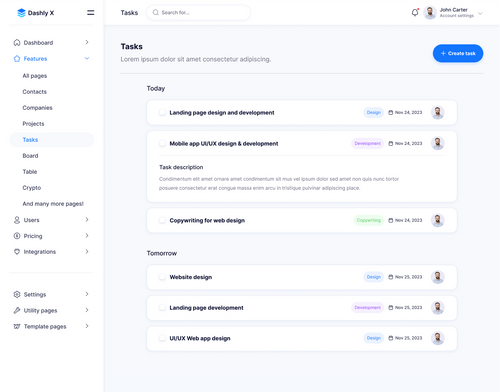 Dashly X
Dashboard
Features
All pages
Contacts
Companies
Projects
Tasks
Board
Table
Crypto
And many more pages!
Users
Pricing
Integrations
Settings
Utility pages
Template pages
Tasks
Search for...
John Carter
Account settings
Tasks
Lorem ipsum dolor sit amet consectetur adipiscing.
+ Create task
Today
Landing page design and development
Design
Nov 24, 2023
Mobile app UI/UX design & development
Development
Nov 24, 2023
Task description
Condimentum elit amet ornare amet condimentum sit mus vel ipsum dolor sed amet non quis nunc tortor
posuere consectetur erat congue massa enim arcu in tristique pulvinar adipiscing place.
Copywriting for web design
Copywriting
Nov 24, 2023
Tomorrow
Website design
Design
Nov 25, 2023
Landing page development
Development
Nov 25, 2023
UI/UX Web app design
Design
Nov 25, 2023